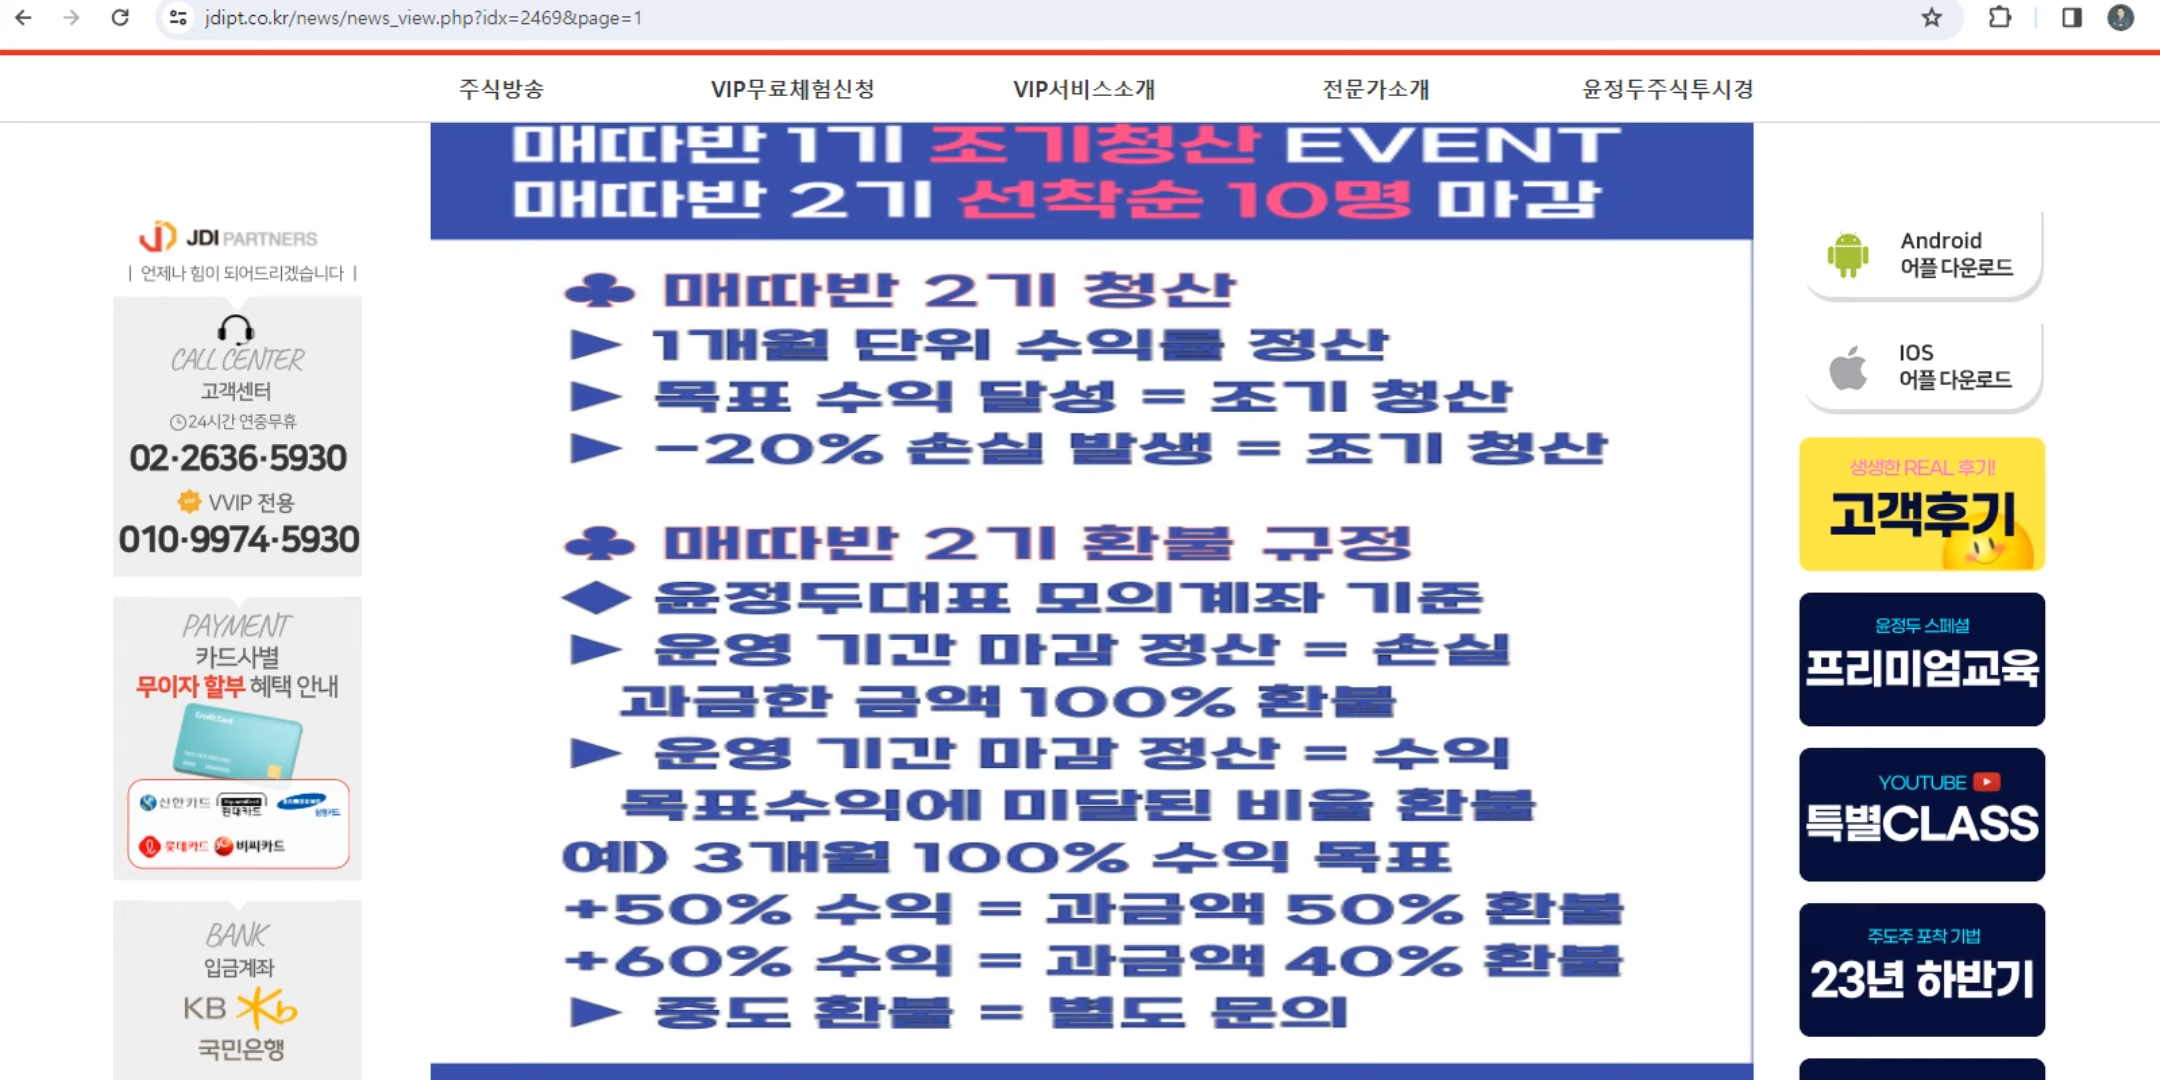 jdipt.co.kr/news/news_view.php?idx=2469&page=1
주식방송
VIP무료체험신청
VIP서비스소개
전문가소개
윤정두주식투시경
매따반 1기 조기청산 EVENT
매따반 2기 선착순 10명 마감
♣ 매따반 2기 청산
► 1개월 단위 수익률 정산
► 목표 수익 달성 = 조기 청산
► -20% 손실 발생 = 조기 청산
♣ 매따반 2기 환불 규정
◆ 윤정두대표 모의계좌 기준
► 운영 기간 마감 정산 = 손실
과금한 금액 100% 환불
► 운영 기간 마감 정산 = 수익
목표수익에 미달된 비율 환불
예) 3개월 100% 수익 목표
+50% 수익 = 과금액 50% 환불
+60% 수익 = 과금액 40% 환불
► 중도 환불 = 별도 문의
JDI PARTNERS
| 언제나 힘이 되어드리겠습니다 |
CALL CENTER
고객센터
24시간 연중무휴
02·2636·5930
VIP VVIP 전용
010·9974·5930
PAYMENT
카드사별
무이자 할부 혜택 안내
Credit Card
신한카드 현대카드 삼성카드
롯데카드 비씨카드
BANK
입금계좌
KB
국민은행
Android
어플 다운로드
IOS
어플 다운로드
생생한 REAL 후기!
고객후기
윤정두 스페셜
프리미엄교육
YOUTUBE
특별CLASS
주도주 포착 기법
23년 하반기